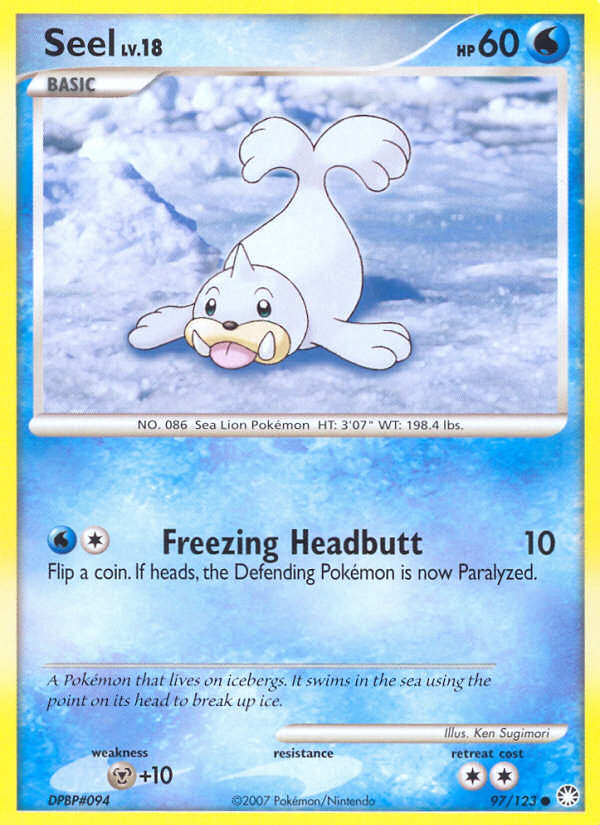 Seel LV.18
HP 60
BASIC
NO. 086 Sea Lion Pokémon HT: 3'07" WT: 198.4 lbs.
Freezing Headbutt 10
Flip a coin. If heads, the Defending Pokémon is now Paralyzed.
A Pokémon that lives on icebergs. It swims in the sea using the
point on its head to break up ice.
Illus. Ken Sugimori
weakness resistance retreat cost
+10
DPBP#094 ©2007 Pokémon/Nintendo 97/123